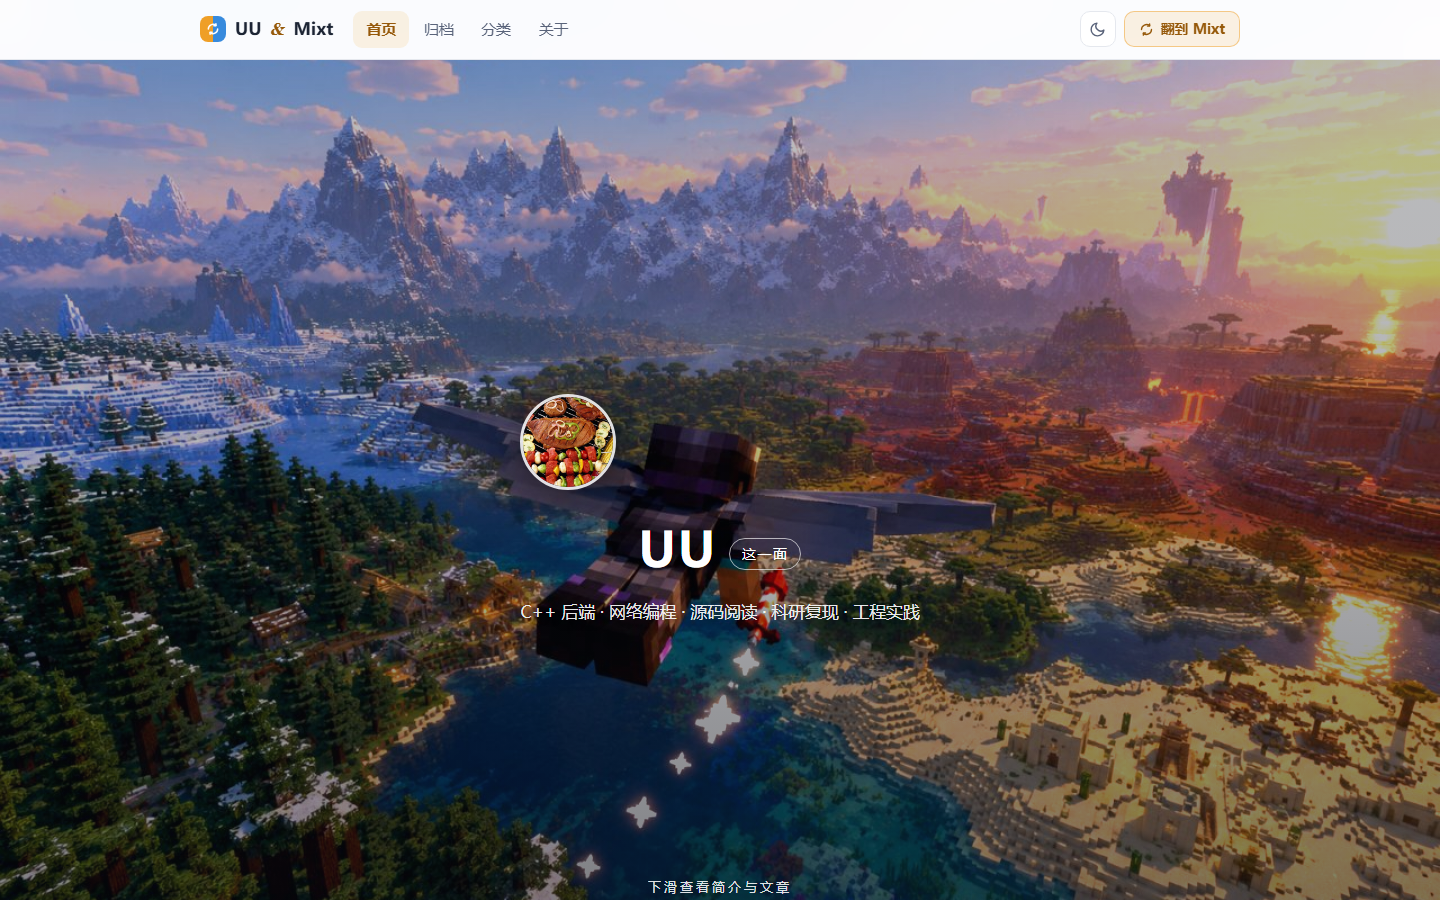 UU & Mixt 首页 归档 分类 关于 翻到 Mixt
UU 这一面
C++ 后端 · 网络编程 · 源码阅读 · 科研复现 · 工程实践
下滑查看简介与文章